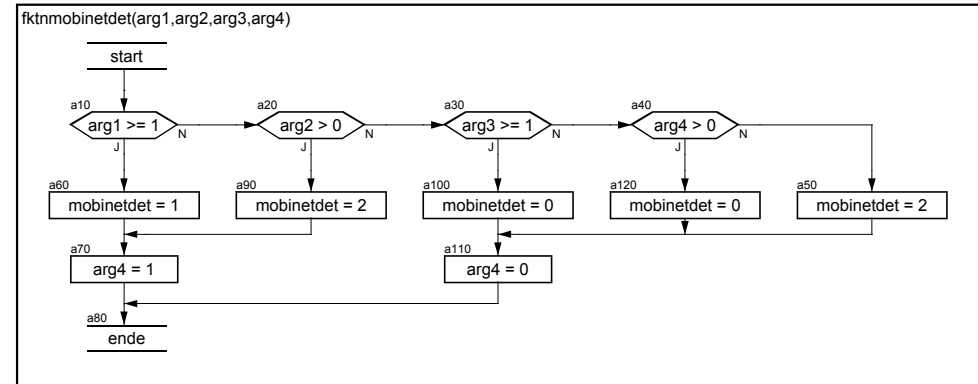 fktnmobinetdet(arg1,arg2,arg3,arg4)
start
a10
arg1 >= 1
N
J
a20
arg2 > 0
N
J
a30
arg3 >= 1
N
J
a40
arg4 > 0
N
J
a60
mobinetdet = 1
a90
mobinetdet = 2
a100
mobinetdet = 0
a120
mobinetdet = 0
a50
mobinetdet = 2
a70
arg4 = 1
a110
arg4 = 0
a80
ende